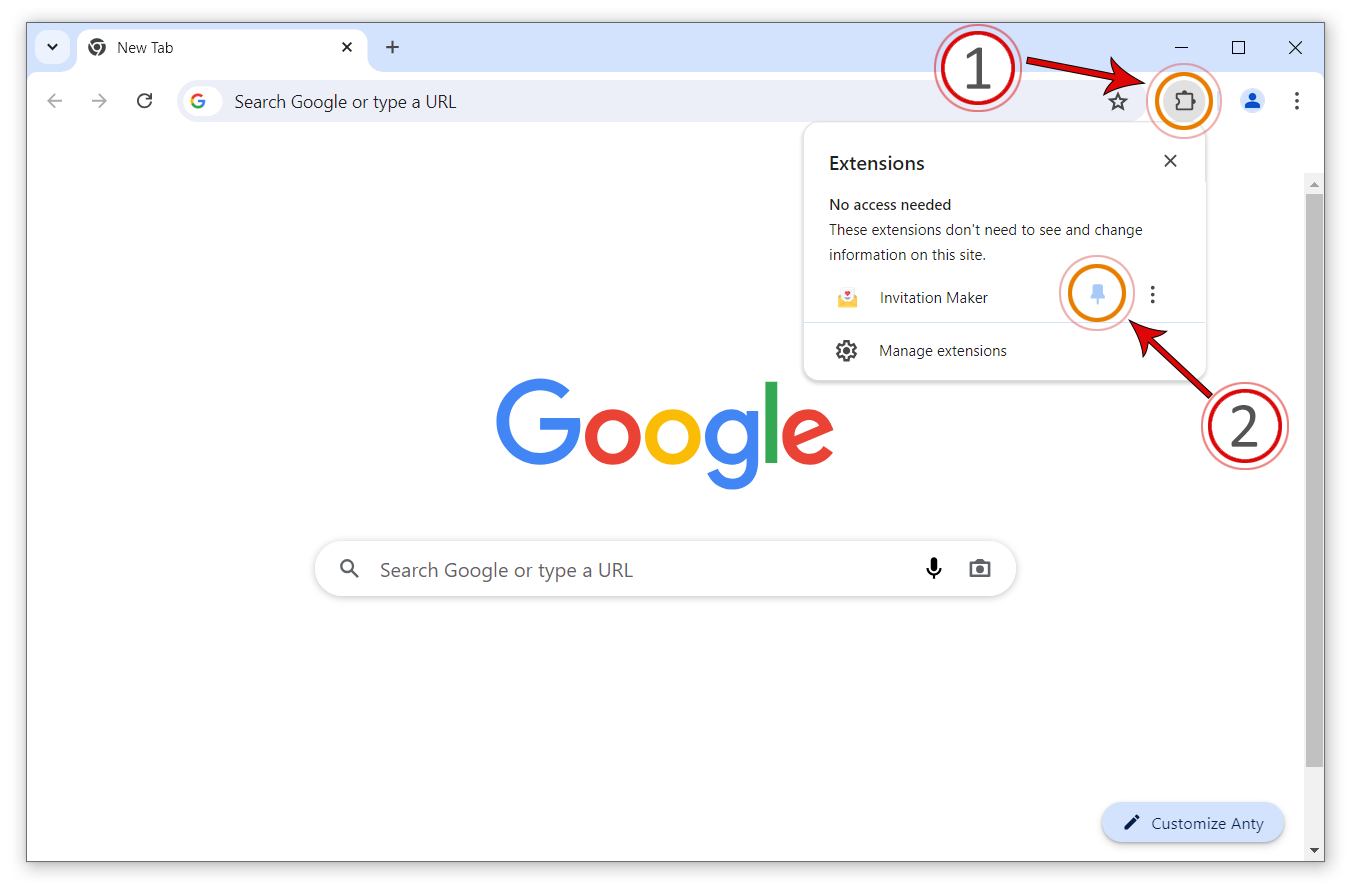 New Tab
1
Search Google or type a URL
Extensions
No access needed
These extensions don't need to see and change
information on this site.
Invitation Maker
Manage extensions
2
Google
Search Google or type a URL
Customize Anty